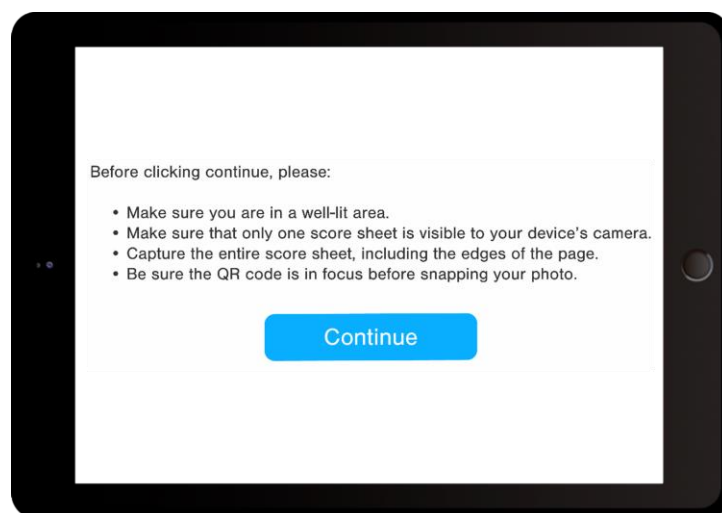 Before clicking continue, please:
• Make sure you are in a well-lit area.
• Make sure that only one score sheet is visible to your device's camera.
• Capture the entire score sheet, including the edges of the page.
• Be sure the QR code is in focus before snapping your photo.
Continue